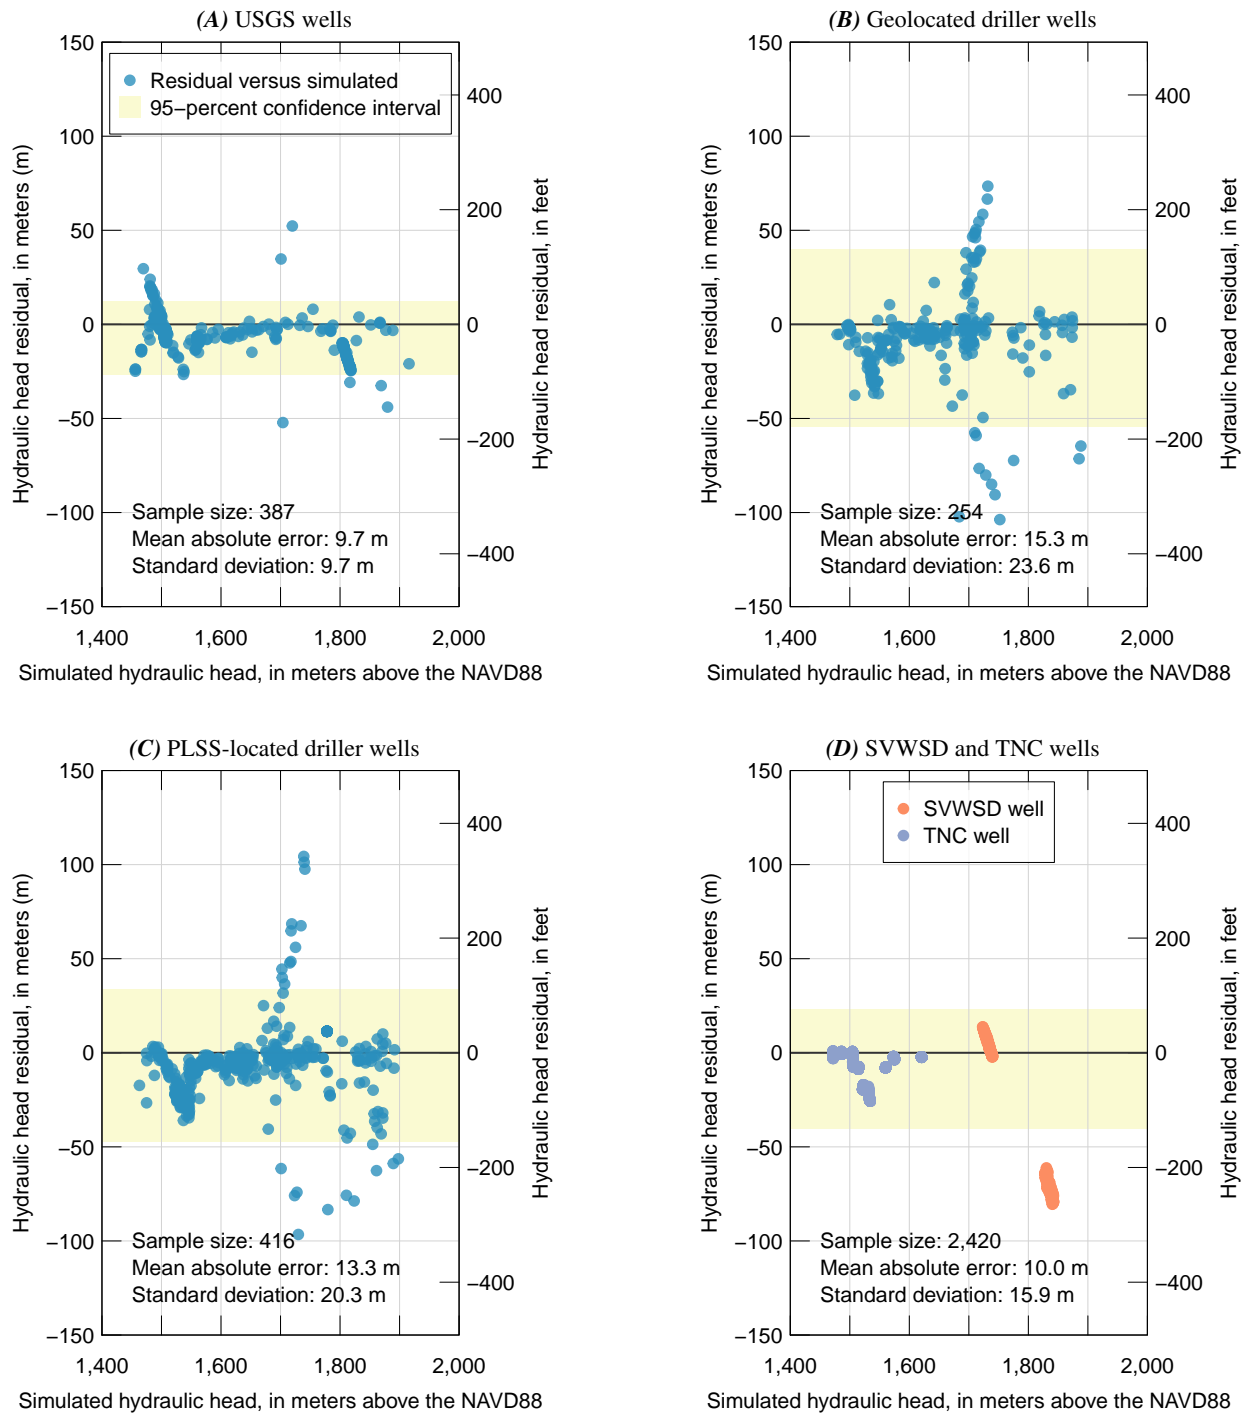 (A) USGS wells
150
100
50
0
−50
−100
−150
400
200
0
−200
−400
Residual versus simulated
95−percent confidence interval
Hydraulic head residual, in meters (m)
Hydraulic head residual, in feet
Sample size: 387
Mean absolute error: 9.7 m
Standard deviation: 9.7 m
1,400 1,600 1,800 2,000
Simulated hydraulic head, in meters above the NAVD88
(B) Geolocated driller wells
150
100
50
0
−50
−100
−150
400
200
0
−200
−400
Hydraulic head residual, in meters (m)
Hydraulic head residual, in feet
Sample size: 254
Mean absolute error: 15.3 m
Standard deviation: 23.6 m
1,400 1,600 1,800 2,000
Simulated hydraulic head, in meters above the NAVD88
(C) PLSS-located driller wells
150
100
50
0
−50
−100
−150
400
200
0
−200
−400
Hydraulic head residual, in meters (m)
Hydraulic head residual, in feet
Sample size: 416
Mean absolute error: 13.3 m
Standard deviation: 20.3 m
1,400 1,600 1,800 2,000
Simulated hydraulic head, in meters above the NAVD88
(D) SVWSD and TNC wells
150
100
50
0
−50
−100
−150
400
200
0
−200
−400
SVWSD well
TNC well
Hydraulic head residual, in meters (m)
Hydraulic head residual, in feet
Sample size: 2,420
Mean absolute error: 10.0 m
Standard deviation: 15.9 m
1,400 1,600 1,800 2,000
Simulated hydraulic head, in meters above the NAVD88